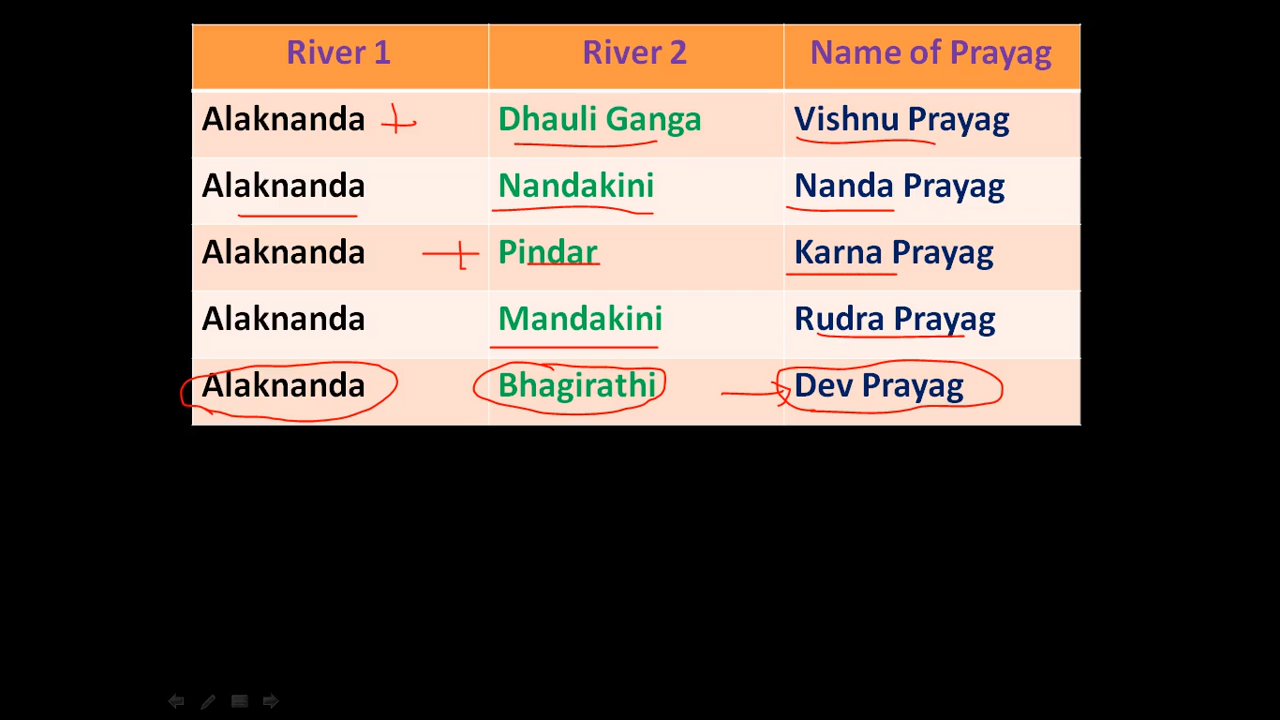 River 1 River 2 Name of Prayag
Alaknanda + Dhauli Ganga Vishnu Prayag
Alaknanda Nandakini Nanda Prayag
Alaknanda + Pindar Karna Prayag
Alaknanda Mandakini Rudra Prayag
Alaknanda Bhagirathi → Dev Prayag